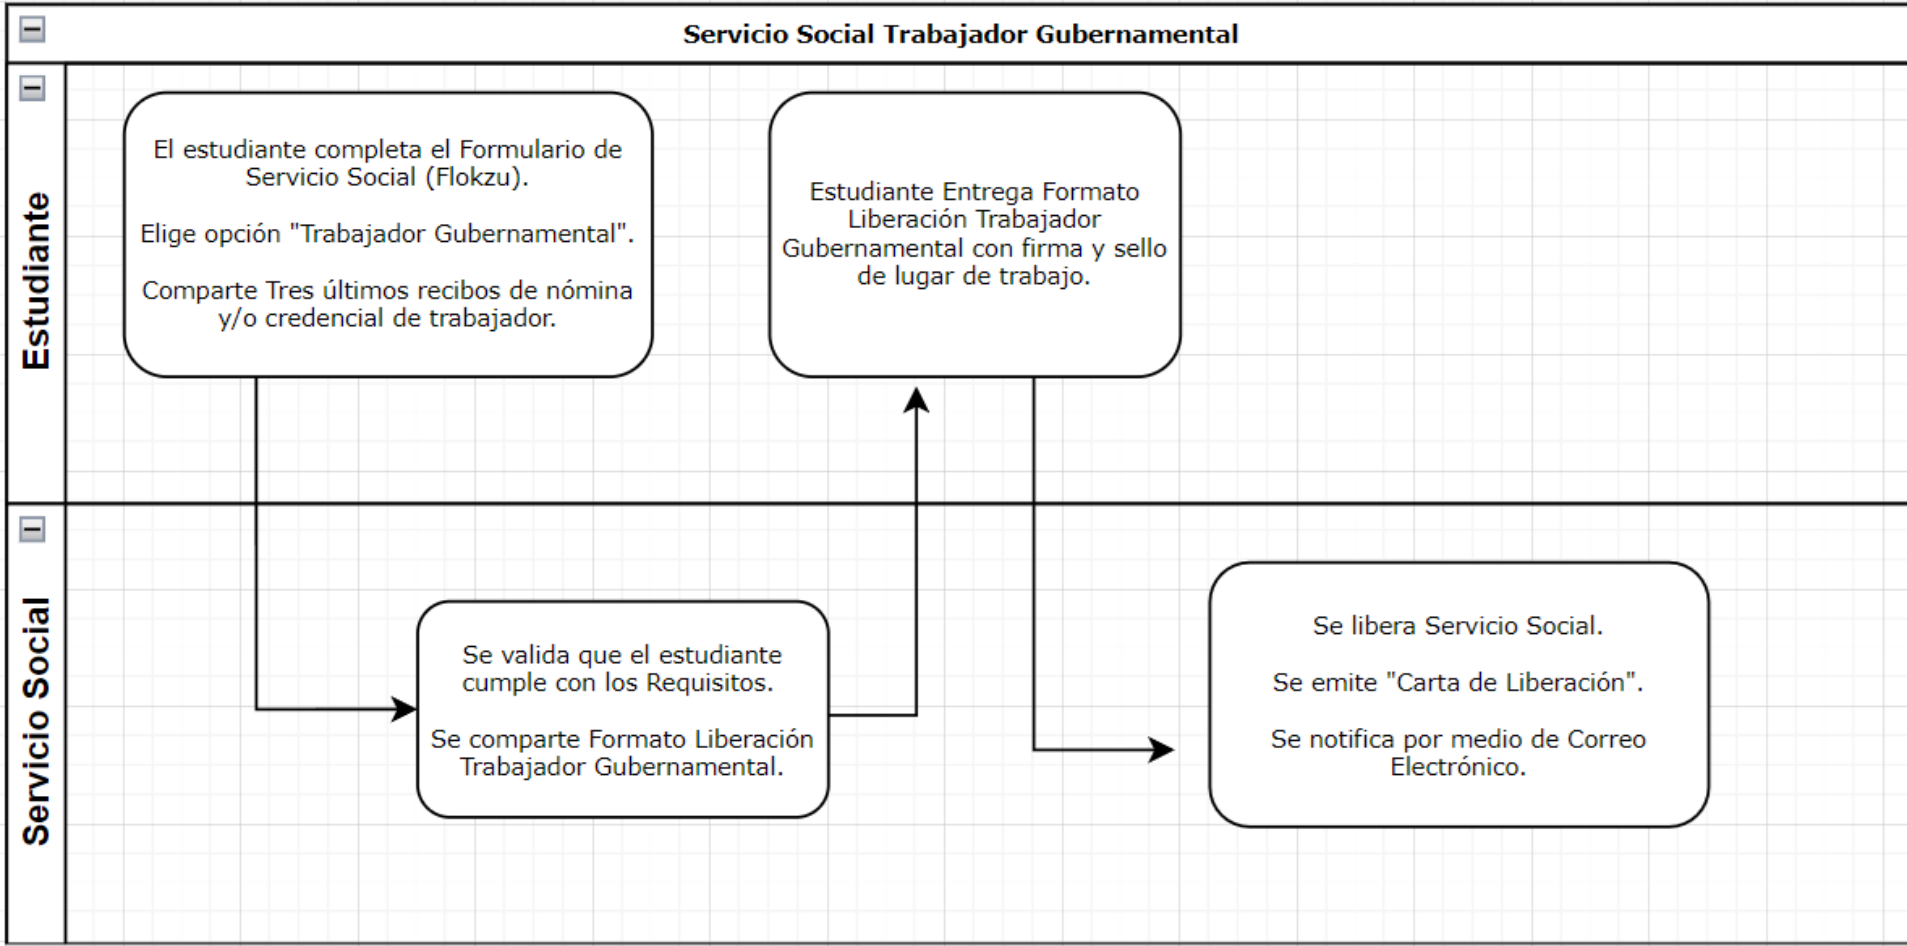 Servicio Social Trabajador Gubernamental
Estudiante
El estudiante completa el Formulario de
Servicio Social (Flokzu).
Elige opción "Trabajador Gubernamental".
Comparte Tres últimos recibos de nómina
y/o credencial de trabajador.
Estudiante Entrega Formato
Liberación Trabajador
Gubernamental con firma y sello
de lugar de trabajo.
Servicio Social
Se valida que el estudiante
cumple con los Requisitos.
Se comparte Formato Liberación
Trabajador Gubernamental.
Se libera Servicio Social.
Se emite "Carta de Liberación".
Se notifica por medio de Correo
Electrónico.